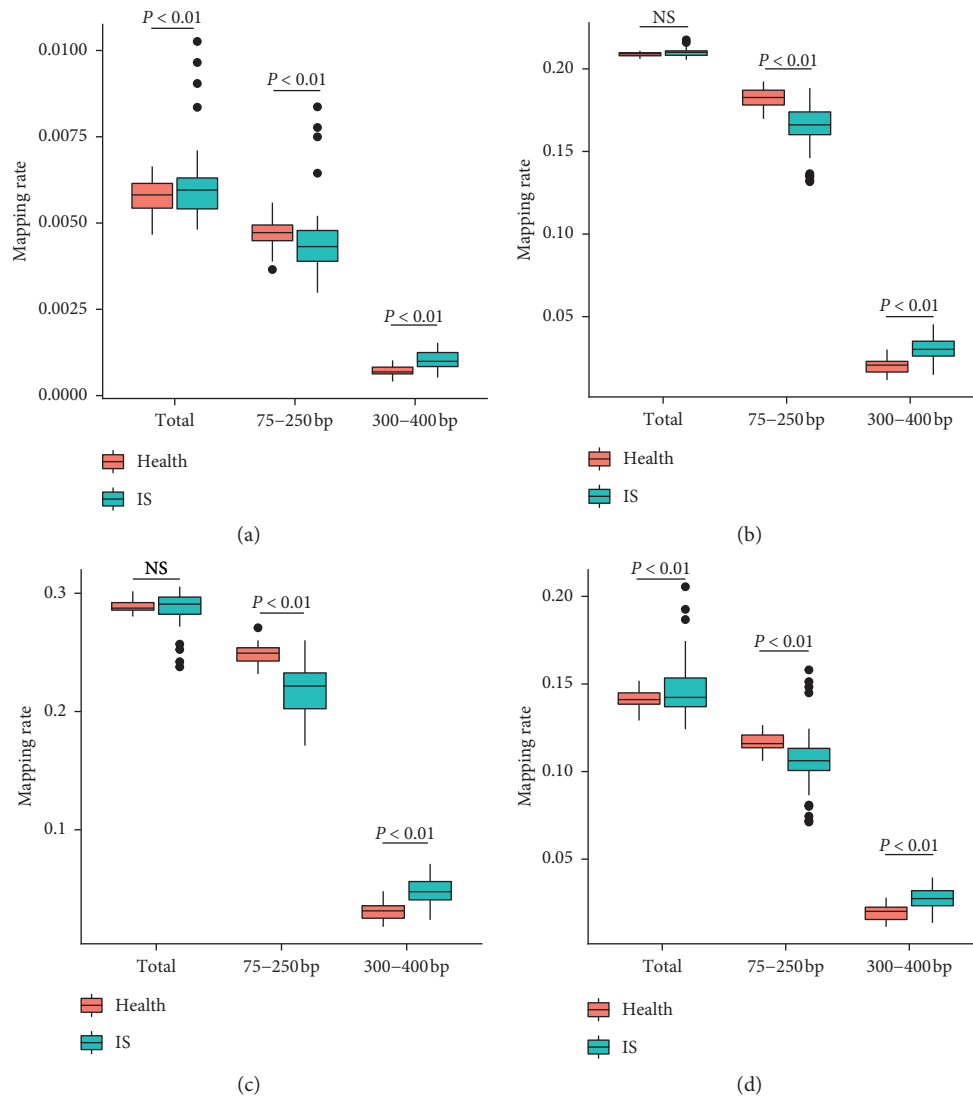 P < 0.01
P < 0.01
P < 0.01
0.0100
0.0075
0.0050
0.0025
0.0000
Mapping rate
Total
75–250 bp
300–400 bp
Health
IS
(a)
NS
P < 0.01
P < 0.01
0.20
0.15
0.10
0.05
Mapping rate
Total
75–250 bp
300–400 bp
Health
IS
(b)
NS
P < 0.01
P < 0.01
0.3
0.2
0.1
Mapping rate
Total
75–250 bp
300–400 bp
Health
IS
(c)
P < 0.01
P < 0.01
P < 0.01
0.20
0.15
0.10
0.05
Mapping rate
Total
75–250 bp
300–400 bp
Health
IS
(d)